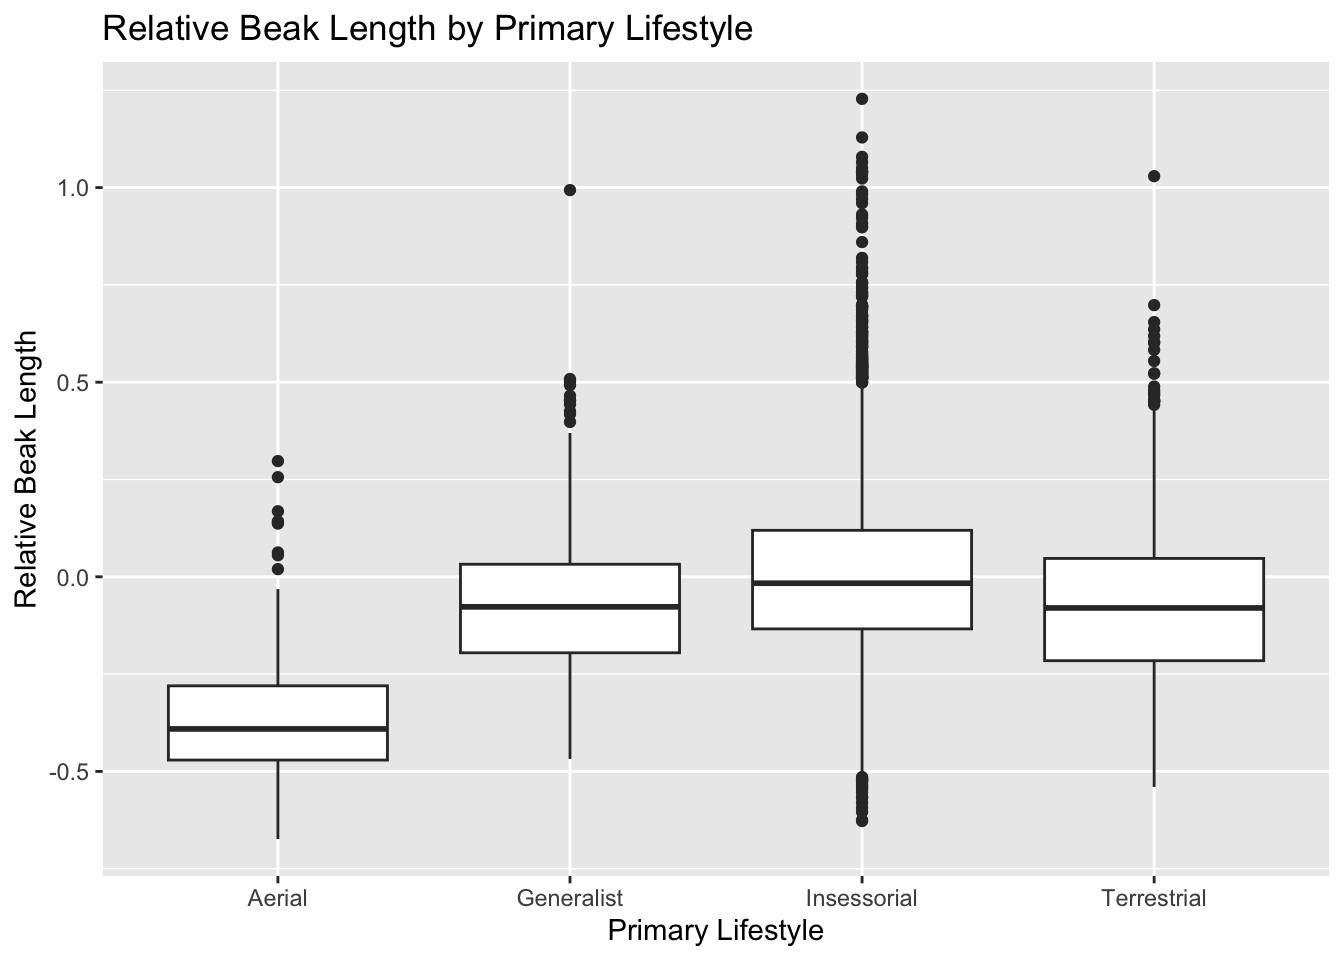 Relative Beak Length by Primary Lifestyle
Relative Beak Length
1.0
0.5
0.0
-0.5
Aerial Generalist Insessorial Terrestrial
Primary Lifestyle